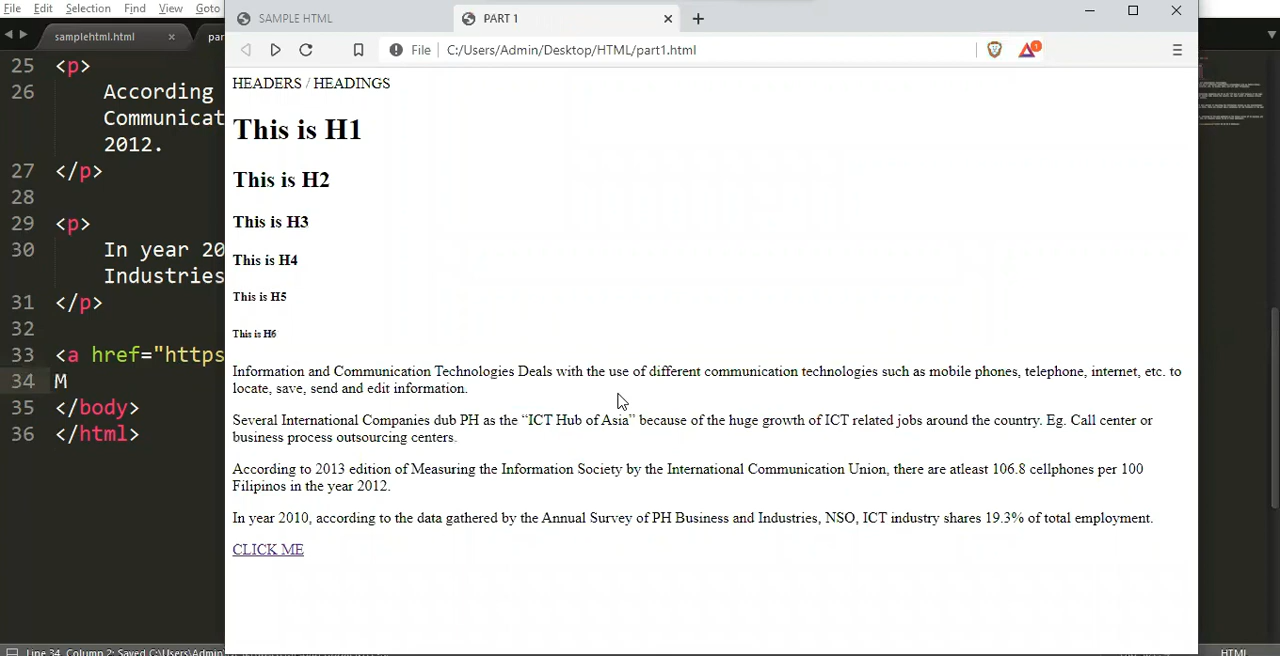 File Edit Selection Find View Goto
samplehtml.html × par
25 <p>
26 According
Communicat
2012.
27 </p>
28
29 <p>
30 In year 20
Industries
31 </p>
32
33 <a href="https
34 M
35 </body>
36 </html>
Line 34, Column 2; Saved C:\Users\Admin
HTML
SAMPLE HTML
PART 1
File C:/Users/Admin/Desktop/HTML/part1.html
1
HEADERS / HEADINGS
This is H1
This is H2
This is H3
This is H4
This is H5
This is H6
Information and Communication Technologies Deals with the use of different communication technologies such as mobile phones, telephone, internet, etc. to
locate, save, send and edit information.
Several International Companies dub PH as the “ICT Hub of Asia” because of the huge growth of ICT related jobs around the country. Eg. Call center or
business process outsourcing centers.
According to 2013 edition of Measuring the Information Society by the International Communication Union, there are atleast 106.8 cellphones per 100
Filipinos in the year 2012.
In year 2010, according to the data gathered by the Annual Survey of PH Business and Industries, NSO, ICT industry shares 19.3% of total employment.
CLICK ME